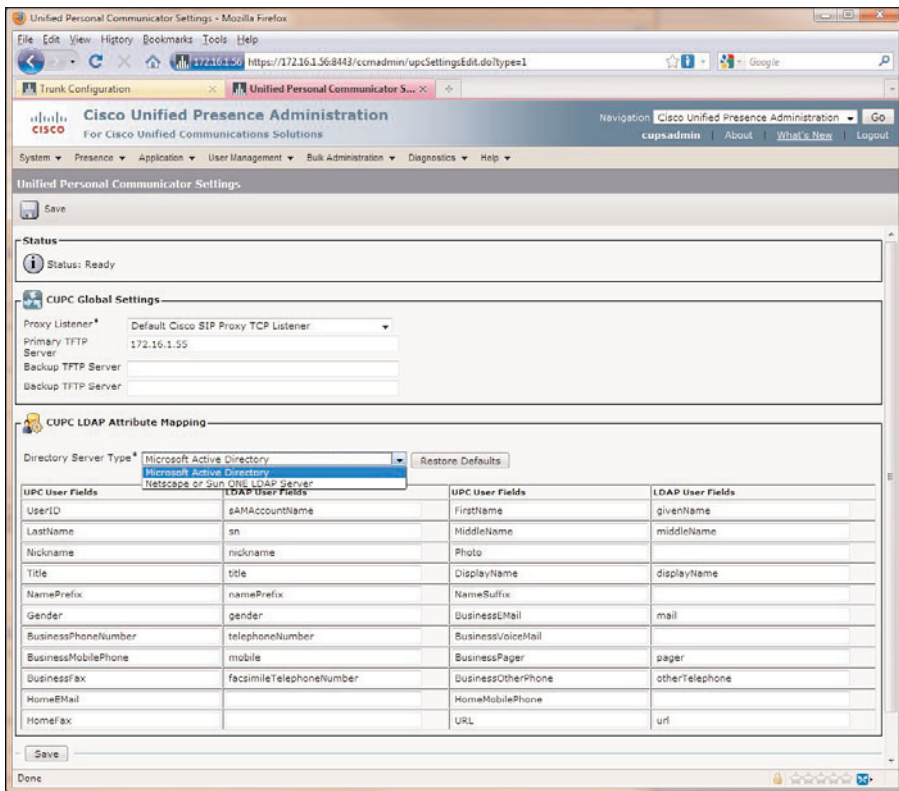 Unified Personal Communicator Settings - Mozilla Firefox
File Edit View History Bookmarks Tools Help
172.16.1.56 https://172.16.1.56:8443/ccmadmin/upcSettingsEdit.do?type=1 Google
Trunk Configuration Unified Personal Communicator S...
CISCO Cisco Unified Presence Administration Navigation Cisco Unified Presence Administration Go
For Cisco Unified Communications Solutions cupsadmin | About | What's New | Logout
System Presence Application User Management Bulk Administration Diagnostics Help
Unified Personal Communicator Settings
Save
Status
Status: Ready
CUPC Global Settings
Proxy Listener* Default Cisco SIP Proxy TCP Listener
Primary TFTP Server 172.16.1.55
Backup TFTP Server
Backup TFTP Server
CUPC LDAP Attribute Mapping
Directory Server Type* Microsoft Active Directory Restore Defaults
Microsoft Active Directory
Netscape or Sun ONE LDAP Server
UPC User Fields LDAP User Fields UPC User Fields LDAP User Fields
UserID sAMAccountName FirstName givenName
LastName sn MiddleName middleName
Nickname nickname Photo
Title title DisplayName displayName
NamePrefix namePrefix NameSuffix
Gender gender BusinessEMail mail
BusinessPhoneNumber telephoneNumber BusinessVoiceMail
BusinessMobilePhone mobile BusinessPager pager
BusinessFax facsimileTelephoneNumber BusinessOtherPhone otherTelephone
HomeEMail HomeMobilePhone
HomeFax URL url
Save
Done